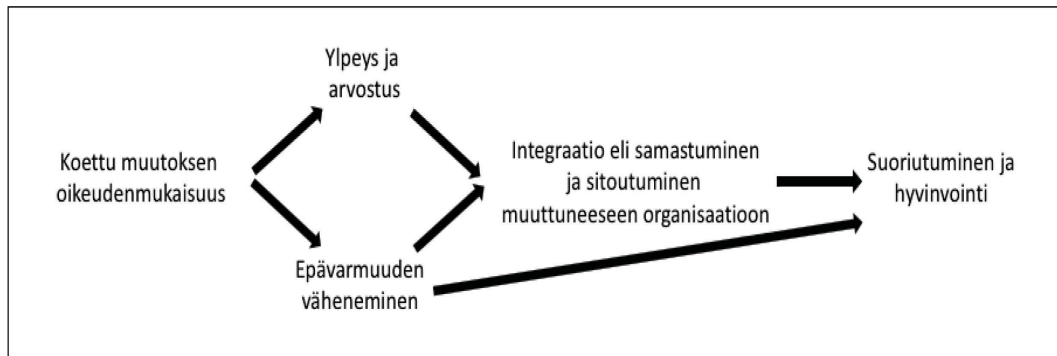 Ylpeys ja
arvostus
Koettu muutoksen
oikeudenmukaisuus
Integraatio eli samastuminen
ja sitoutuminen
muuttuneeseen organisaatioon
Suoriutuminen ja
hyvinvointi
Epävarmuuden
väheneminen